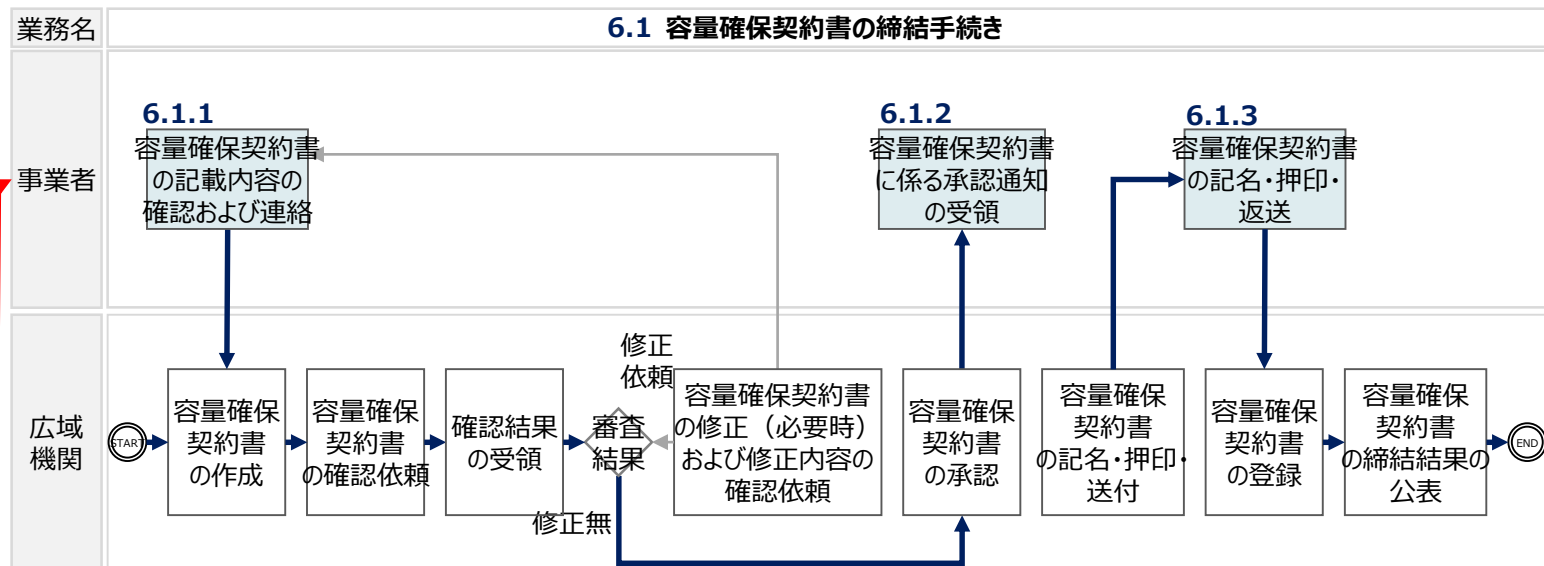 業務名
6.1 容量確保契約書の締結手続き
事業者
6.1.1
容量確保契約書
の記載内容の
確認および連絡
6.1.2
容量確保契約書
に係る承認通知
の受領
6.1.3
容量確保契約書
の記名・押印・
返送
広域
機関
START
容量確保
契約書
の作成
容量確保
契約書
の確認依頼
確認結果
の受領
審査
結果
修正
依頼
修正無
容量確保契約書
の修正（必要時）
および修正内容の
確認依頼
容量確保
契約書
の承認
容量確保
契約書
の記名・押印・
送付
容量確保
契約書
の登録
容量確保
契約書
の締結結果の
公表
END